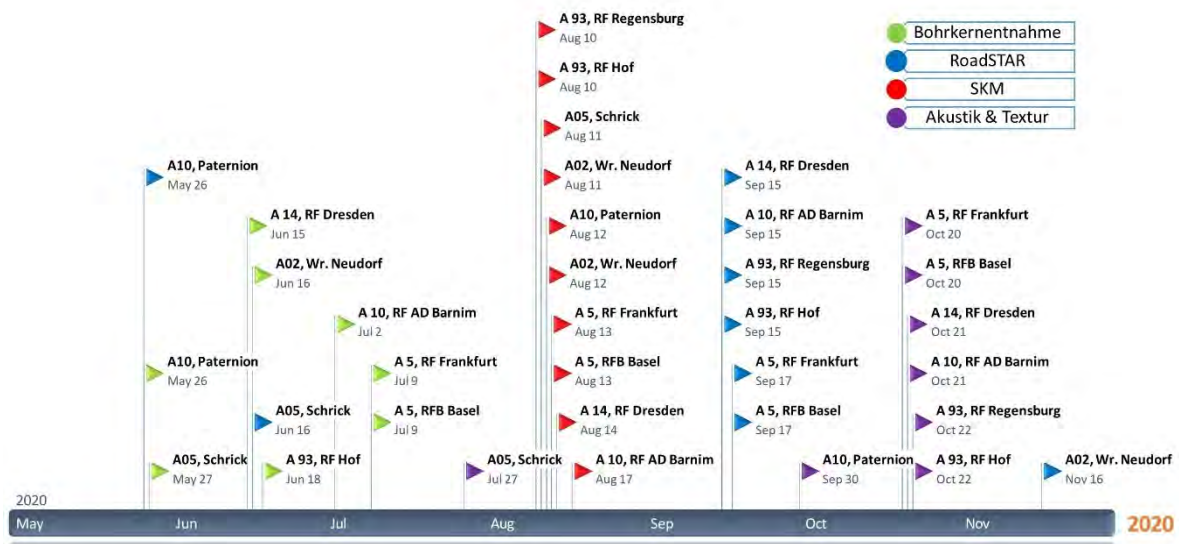 A 93, RF Regensburg
Aug 10
A 93, RF Hof
Aug 10
A05, Schrick
Aug 11
A02, Wr. Neudorf
Aug 11
A10, Paternion
Aug 12
A02, Wr. Neudorf
Aug 12
A 5, RF Frankfurt
Aug 13
A 5, RFB Basel
Aug 13
A 14, RF Dresden
Aug 14
A 10, RF AD Barnim
Aug 17
Bohrkernentnahme
RoadSTAR
SKM
Akustik & Textur
A10, Paternion
May 26
A10, Paternion
May 26
A05, Schrick
May 27
A 14, RF Dresden
Jun 15
A02, Wr. Neudorf
Jun 16
A05, Schrick
Jun 16
A 93, RF Hof
Jun 18
A 10, RF AD Barnim
Jul 2
A 5, RF Frankfurt
Jul 9
A 5, RFB Basel
Jul 9
A05, Schrick
Jul 27
A 14, RF Dresden
Sep 15
A 10, RF AD Barnim
Sep 15
A 93, RF Regensburg
Sep 15
A 93, RF Hof
Sep 15
A 5, RF Frankfurt
Sep 17
A 5, RFB Basel
Sep 17
A10, Paternion
Sep 30
A 5, RF Frankfurt
Oct 20
A 5, RFB Basel
Oct 20
A 14, RF Dresden
Oct 21
A 10, RF AD Barnim
Oct 21
A 93, RF Regensburg
Oct 22
A 93, RF Hof
Oct 22
A02, Wr. Neudorf
Nov 16
2020
May Jun Jul Aug Sep Oct Nov 2020